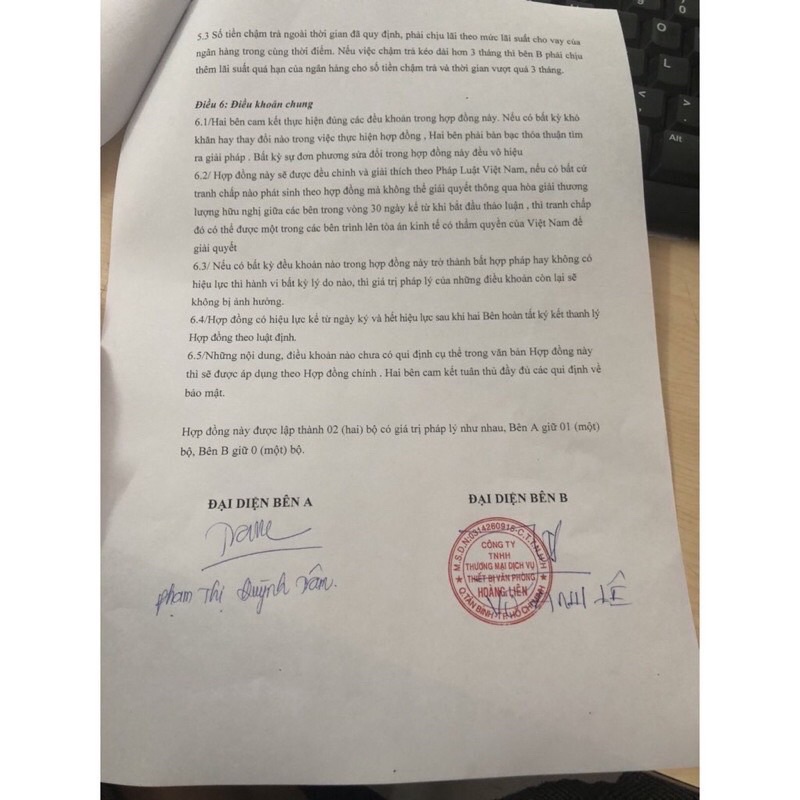 5.3 Số tiền chậm trả ngoài thời gian đã quy định, phải chịu lãi theo mức lãi suất cho vay của
ngân hàng trong cùng thời điểm. Nếu việc chậm trả kéo dài hơn 3 tháng thì bên B phải chịu
thêm lãi suất quá hạn của ngân hàng cho số tiền chậm trả và thời gian vượt quá 3 tháng.
Điều 6: Điều khoản chung
6.1/Hai bên cam kết thực hiện đúng các đều khoản trong hợp đồng này. Nếu có bất kỳ khó
khăn hay thay đổi nào trong việc thực hiện hợp đồng , Hai bên phải bàn bạc thỏa thuận tìm
ra giải pháp . Bất kỳ sự đơn phương sửa đổi trong hợp đồng này đều vô hiệu
6.2/ Hợp đồng này sẽ được đều chỉnh và giải thích theo Pháp Luật Việt Nam, nếu có bất cứ
tranh chấp nào phát sinh theo hợp đồng mà không thể giải quyết thông qua hòa giải thương
lượng hữu nghị giữa các bên trong vòng 30 ngày kể từ khi bắt đầu thảo luận , thì tranh chấp
đó có thể được một trong các bên trình lên tòa án kinh tế có thẩm quyền của Việt Nam để
giải quyết
6.3/ Nếu có bất kỳ đều khoản nào trong hợp đồng này trở thành bất hợp pháp hay không có
hiệu lực thi hành vì bất kỳ lý do nào, thì giá trị pháp lý của những điều khoản còn lại sẽ
không bị ảnh hưởng.
6.4/Hợp đồng có hiệu lực kể từ ngày ký và hết hiệu lực sau khi hai Bên hoàn tất ký kết thanh lý
Hợp đồng theo luật định.
6.5/Những nội dung, điều khoản nào chưa có qui định cụ thể trong văn bản Hợp đồng này
thì sẽ được áp dụng theo Hợp đồng chính . Hai bên cam kết tuân thủ đầy đủ các qui định về
bảo mật.
Hợp đồng này được lập thành 02 (hai) bộ có giá trị pháp lý như nhau, Bên A giữ 01 (một)
bộ, Bên B giữ 0 (một) bộ.
ĐẠI DIỆN BÊN A
ĐẠI DIỆN BÊN B
phạm Thị Quỳnh Trâm.
M.S.D.N:0314260916-C.T.T.N.H.H
CÔNG TY
TNHH
THƯƠNG MẠI DỊCH VỤ
THIẾT BỊ VĂN PHÒNG
HOÀNG LIÊN
Q.TÂN BÌNH-TP.HỒ CHÍ MINH
LÊ
O
L
Alt